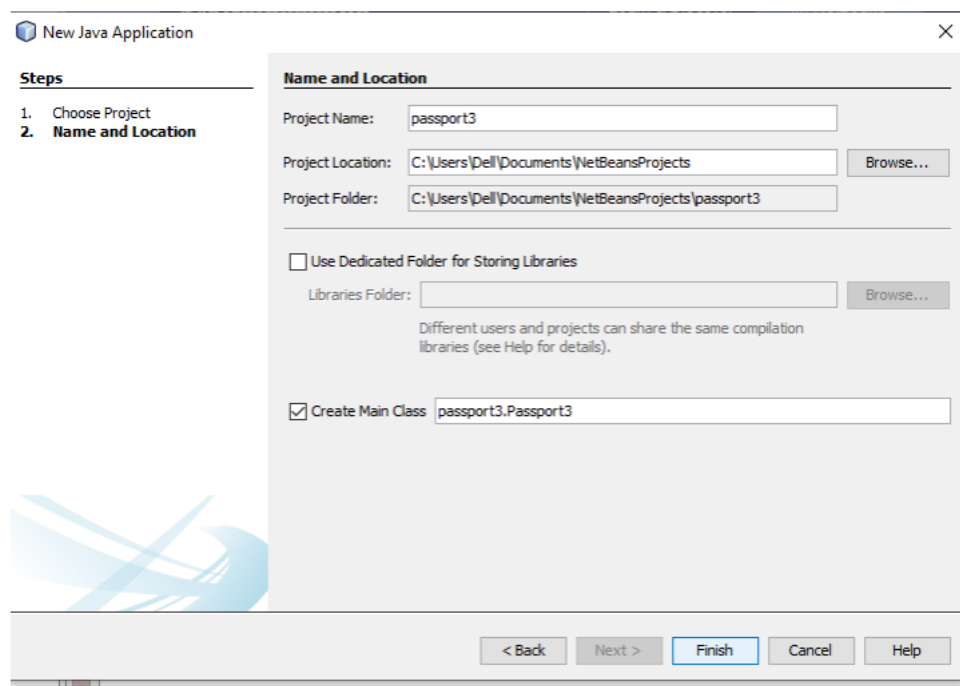 New Java Application
Steps
1. Choose Project
2. Name and Location
Name and Location
Project Name: passport3
Project Location: C:\Users\Dell\Documents\NetBeansProjects Browse...
Project Folder: C:\Users\Dell\Documents\NetBeansProjects\passport3
Use Dedicated Folder for Storing Libraries
Libraries Folder: Browse...
Different users and projects can share the same compilation
libraries (see Help for details).
Create Main Class passport3.Passport3
< Back Next > Finish Cancel Help